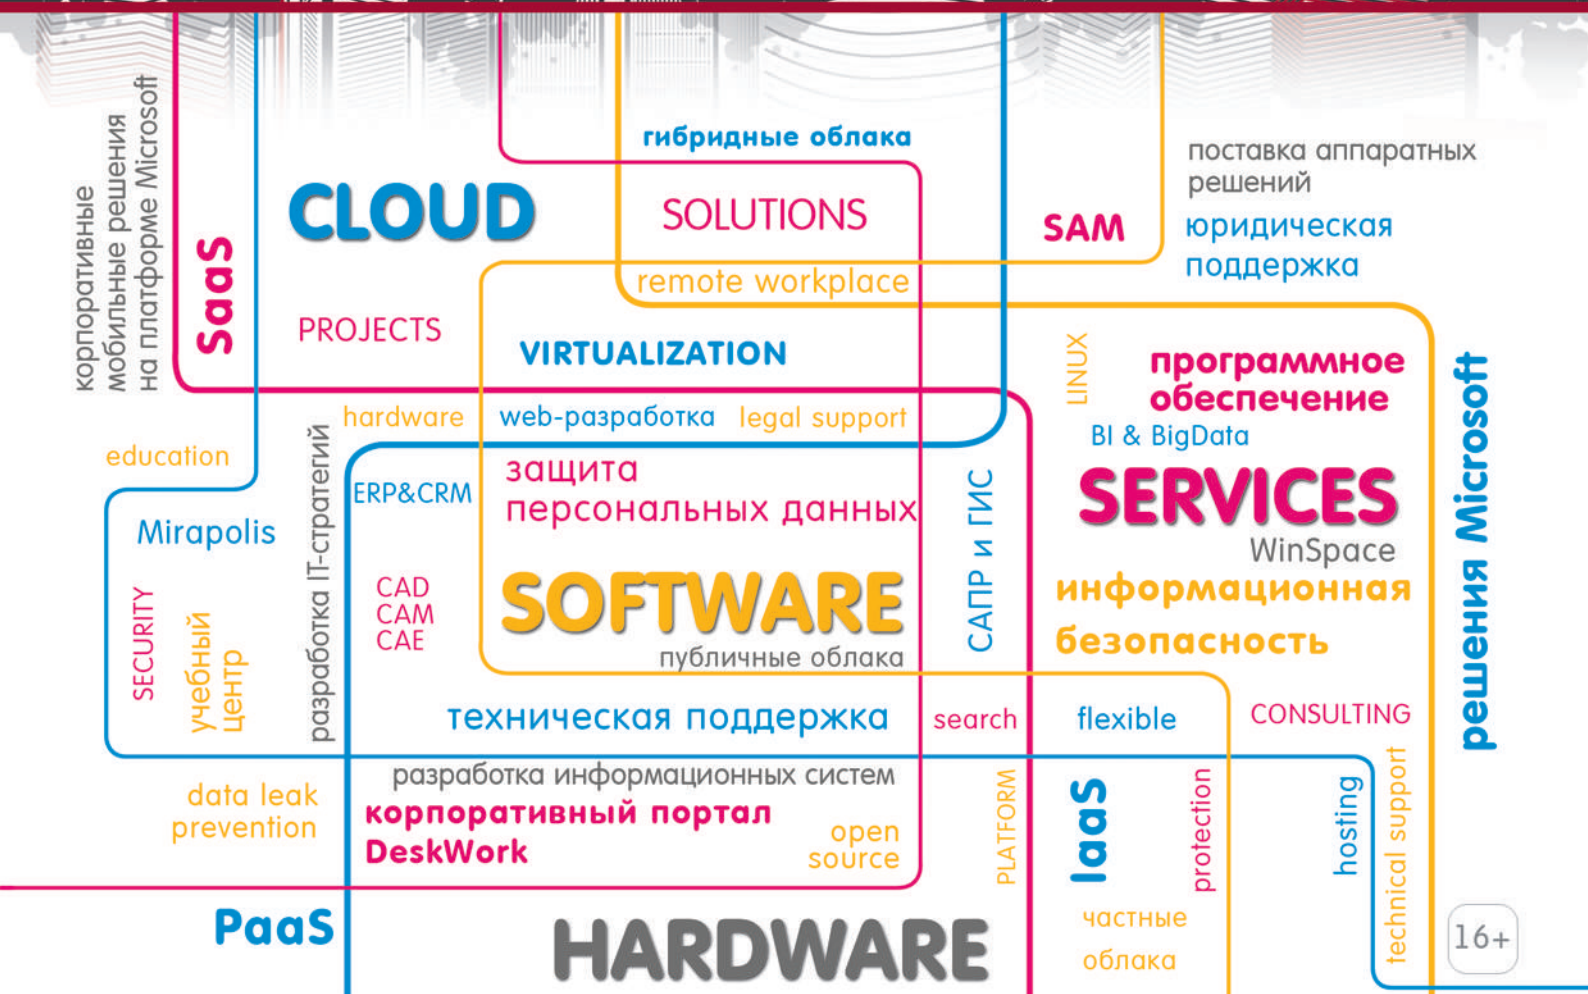 гибридные облака
поставка аппаратных
решений
корпоративные
мобильные решения
на платформе Microsoft
SaaS
CLOUD
SOLUTIONS
SAM
юридическая
поддержка
remote workplace
PROJECTS
VIRTUALIZATION
LINUX
программное
обеспечение
решения Microsoft
hardware
web-разработка
legal support
BI & BigData
education
разработка IT-стратегий
ERP&CRM
защита
персональных данных
САПР и ГИС
SERVICES
WinSpace
Mirapolis
SECURITY
учебный
центр
CAD
CAM
CAE
SOFTWARE
публичные облака
информационная
безопасность
техническая поддержка
search
flexible
CONSULTING
разработка информационных систем
data leak
prevention
корпоративный портал
DeskWork
open
source
PLATFORM
IaaS
protection
hosting
technical support
PaaS
HARDWARE
частные
облака
16+